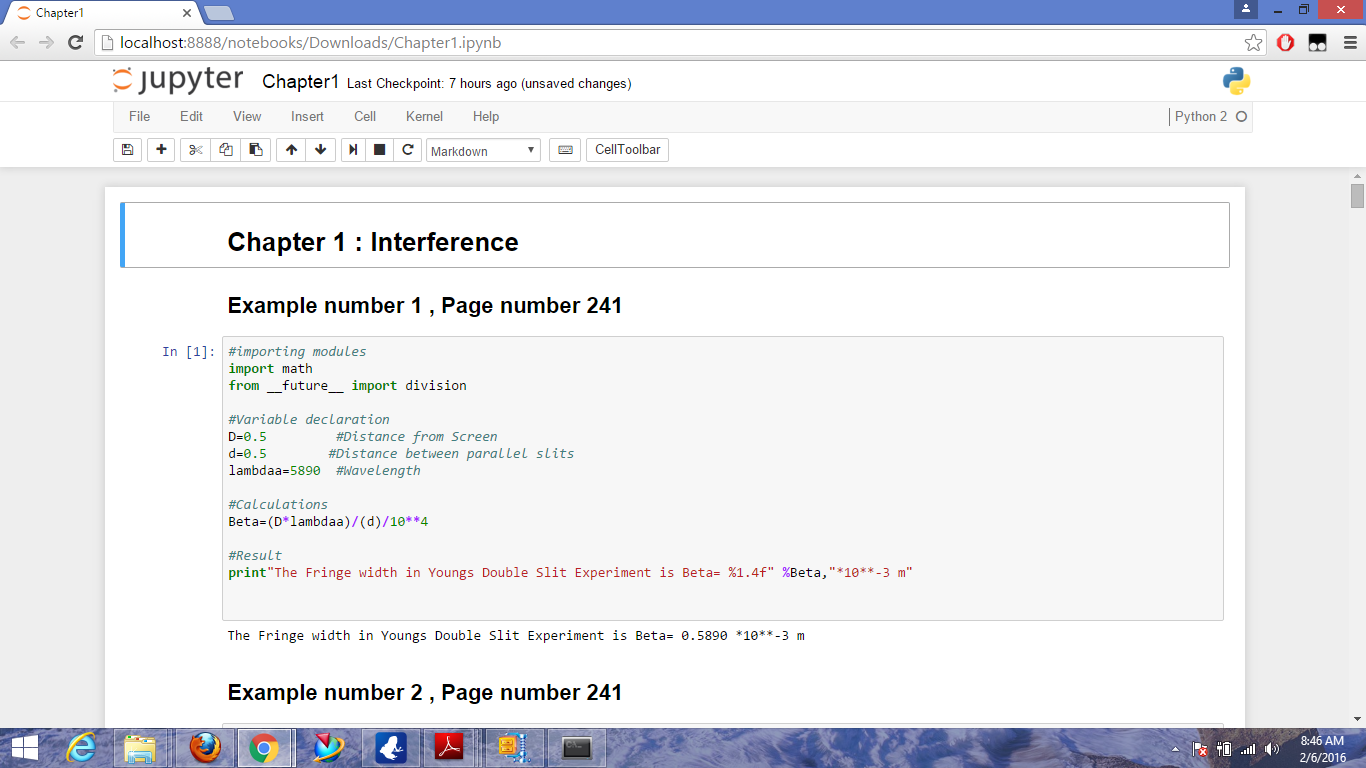 Chapter1
localhost:8888/notebooks/Downloads/Chapter1.ipynb
jupyter Chapter1 Last Checkpoint: 7 hours ago (unsaved changes)
File Edit View Insert Cell Kernel Help Python 2
Markdown CellToolbar
Chapter 1 : Interference
Example number 1 , Page number 241
In [1]: #importing modules
import math
from __future__ import division
#Variable declaration
D=0.5 #Distance from Screen
d=0.5 #Distance between parallel slits
lambdaa=5890 #Wavelength
#Calculations
Beta=(D*lambdaa)/(d)/10**4
#Result
print"The Fringe width in Youngs Double Slit Experiment is Beta= %1.4f" %Beta,"*10**-3 m"
The Fringe width in Youngs Double Slit Experiment is Beta= 0.5890 *10**-3 m
Example number 2 , Page number 241
8:46 AM
2/6/2016